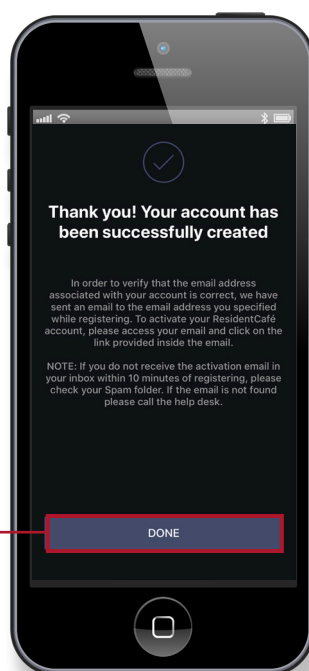 Thank you! Your account has
been successfully created
In order to verify that the email address
associated with your account is correct, we have
sent an email to the email address you specified
while registering. To activate your ResidentCafé
account, please access your email and click on the
link provided inside the email.
NOTE: If you do not receive the activation email in
your inbox within 10 minutes of registering, please
check your Spam folder. If the email is not found
please call the help desk.
DONE